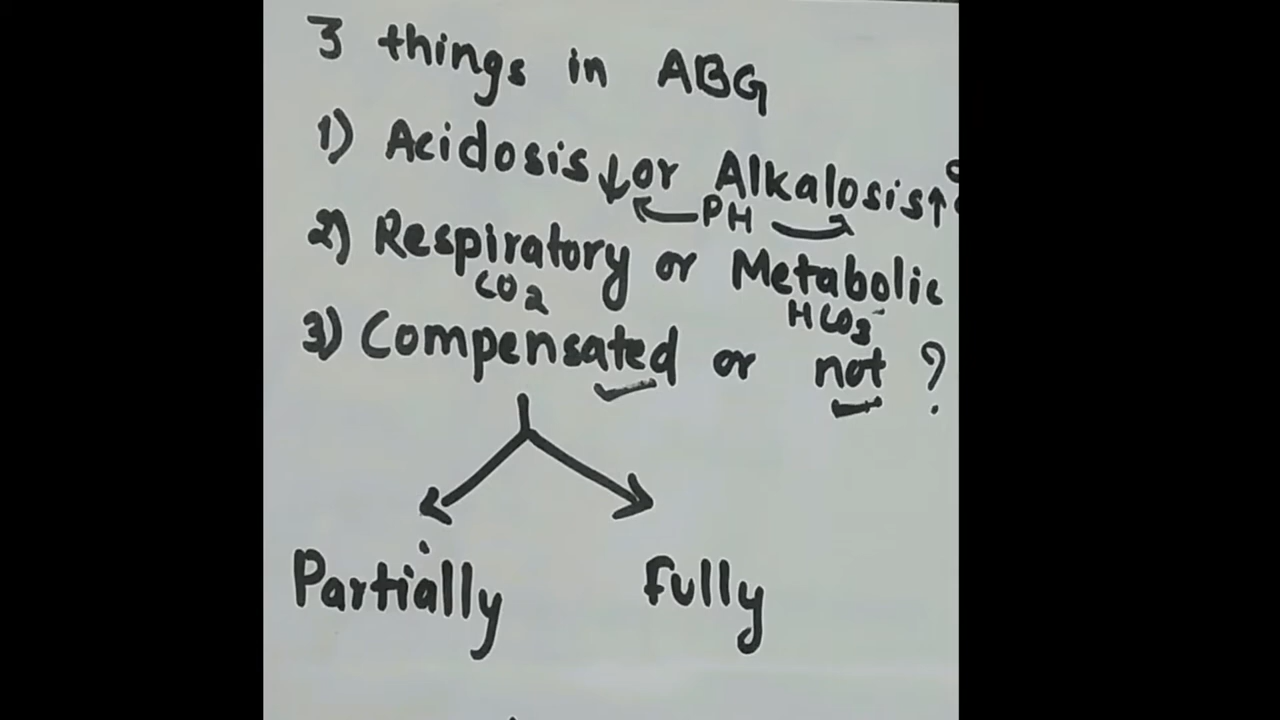 3 things in ABG
1) Acidosis ↓ or Alkalosis ↑
PH
2) Respiratory or Metabolic
CO2 HCO3-
3) Compensated or not ?
Partially Fully